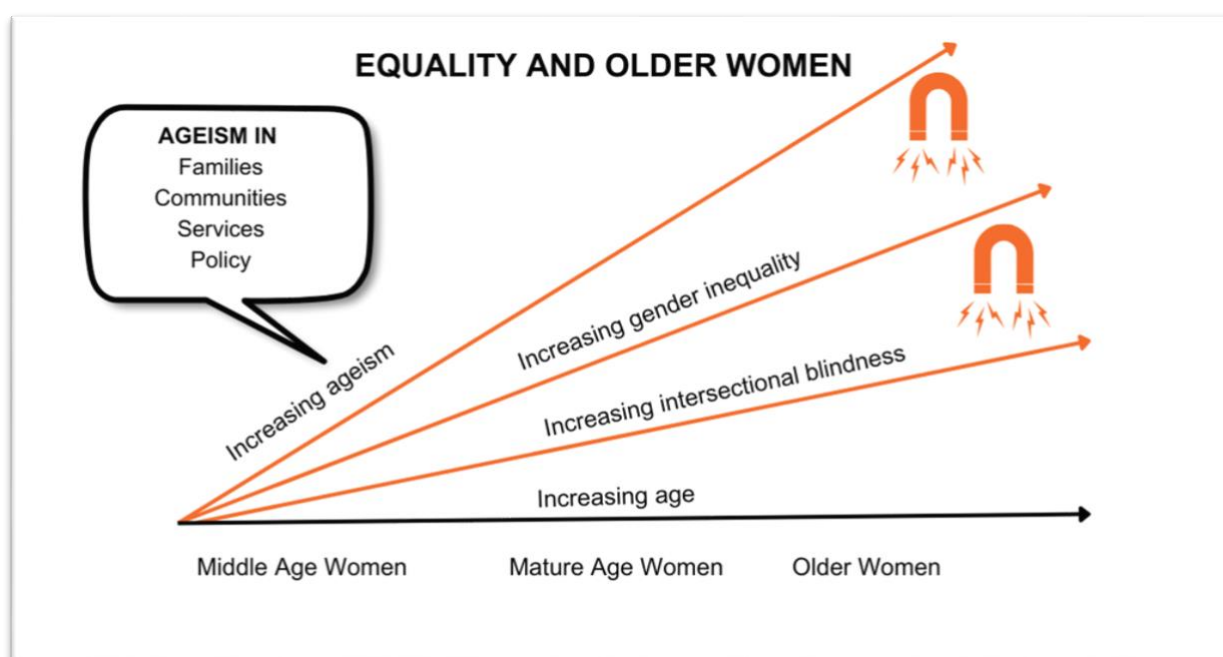 EQUALITY AND OLDER WOMEN
AGEISM IN
Families
Communities
Services
Policy
Increasing ageism
Increasing gender inequality
Increasing intersectional blindness
Increasing age
Middle Age Women
Mature Age Women
Older Women